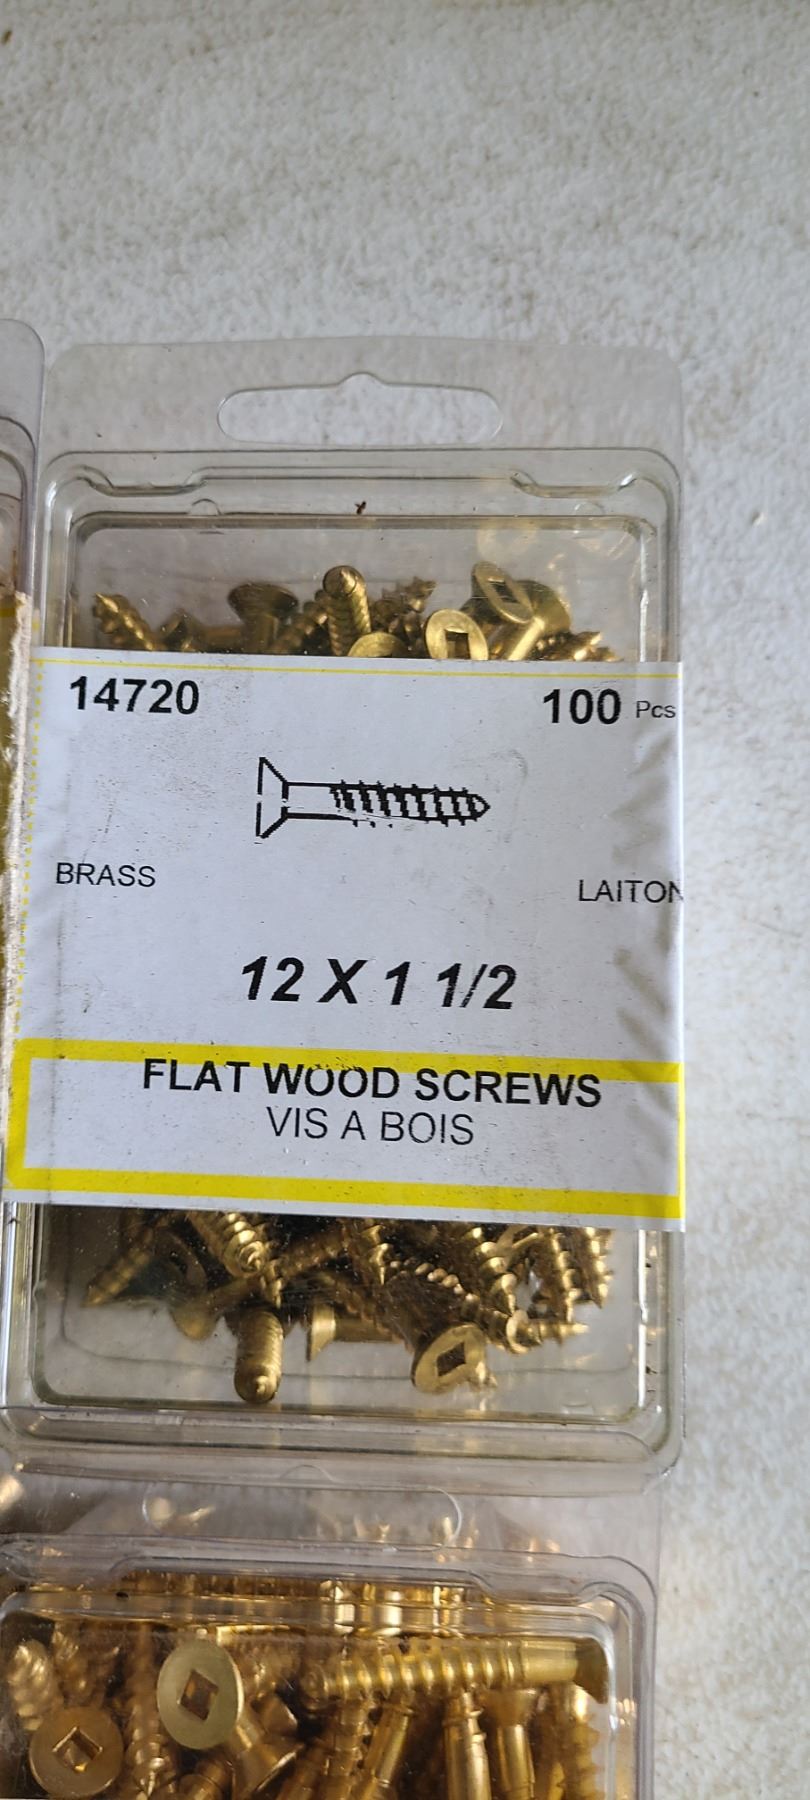 14720 100 Pcs
BRASS LAITON
12 X 1 1/2
FLAT WOOD SCREWS
VIS A BOIS